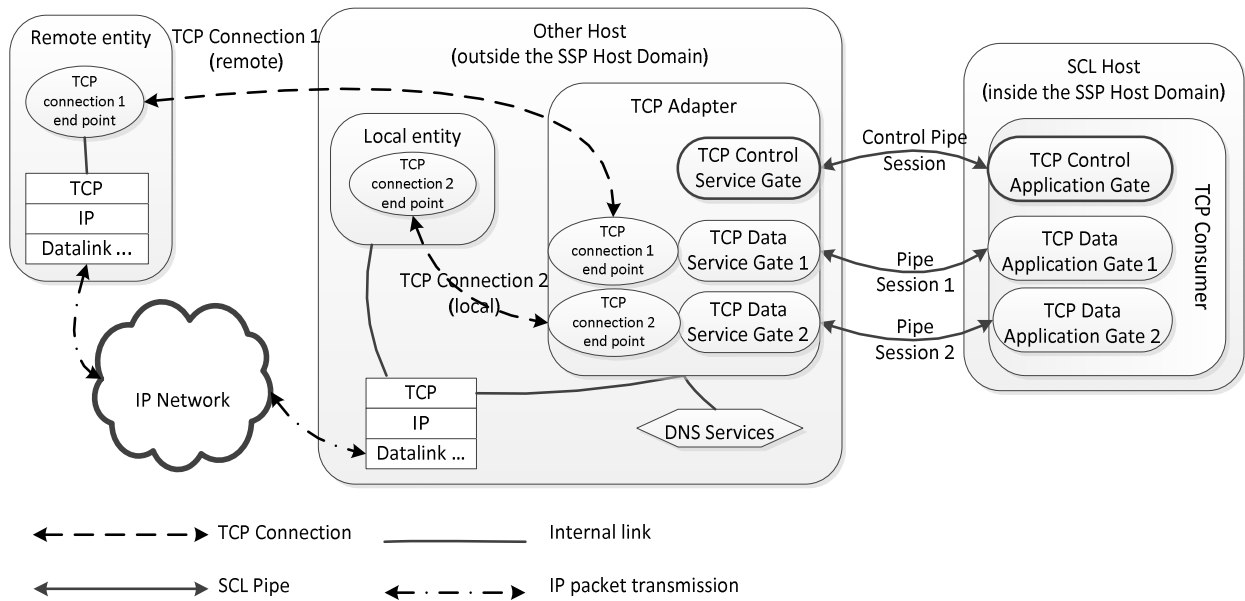 Remote entity
TCP
connection 1
end point
TCP
IP
Datalink ...
TCP Connection 1
(remote)
IP Network
Other Host
(outside the SSP Host Domain)
Local entity
TCP
connection 2
end point
TCP Connection 2
(local)
TCP
IP
Datalink ...
TCP Adapter
TCP Control
Service Gate
TCP
connection 1
end point
TCP Data
Service Gate 1
TCP
connection 2
end point
TCP Data
Service Gate 2
DNS Services
Control Pipe
Session
Pipe
Session 1
Pipe
Session 2
SCL Host
(inside the SSP Host Domain)
TCP Control
Application Gate
TCP Data
Application Gate 1
TCP Data
Application Gate 2
TCP Consumer
TCP Connection
Internal link
SCL Pipe
IP packet transmission